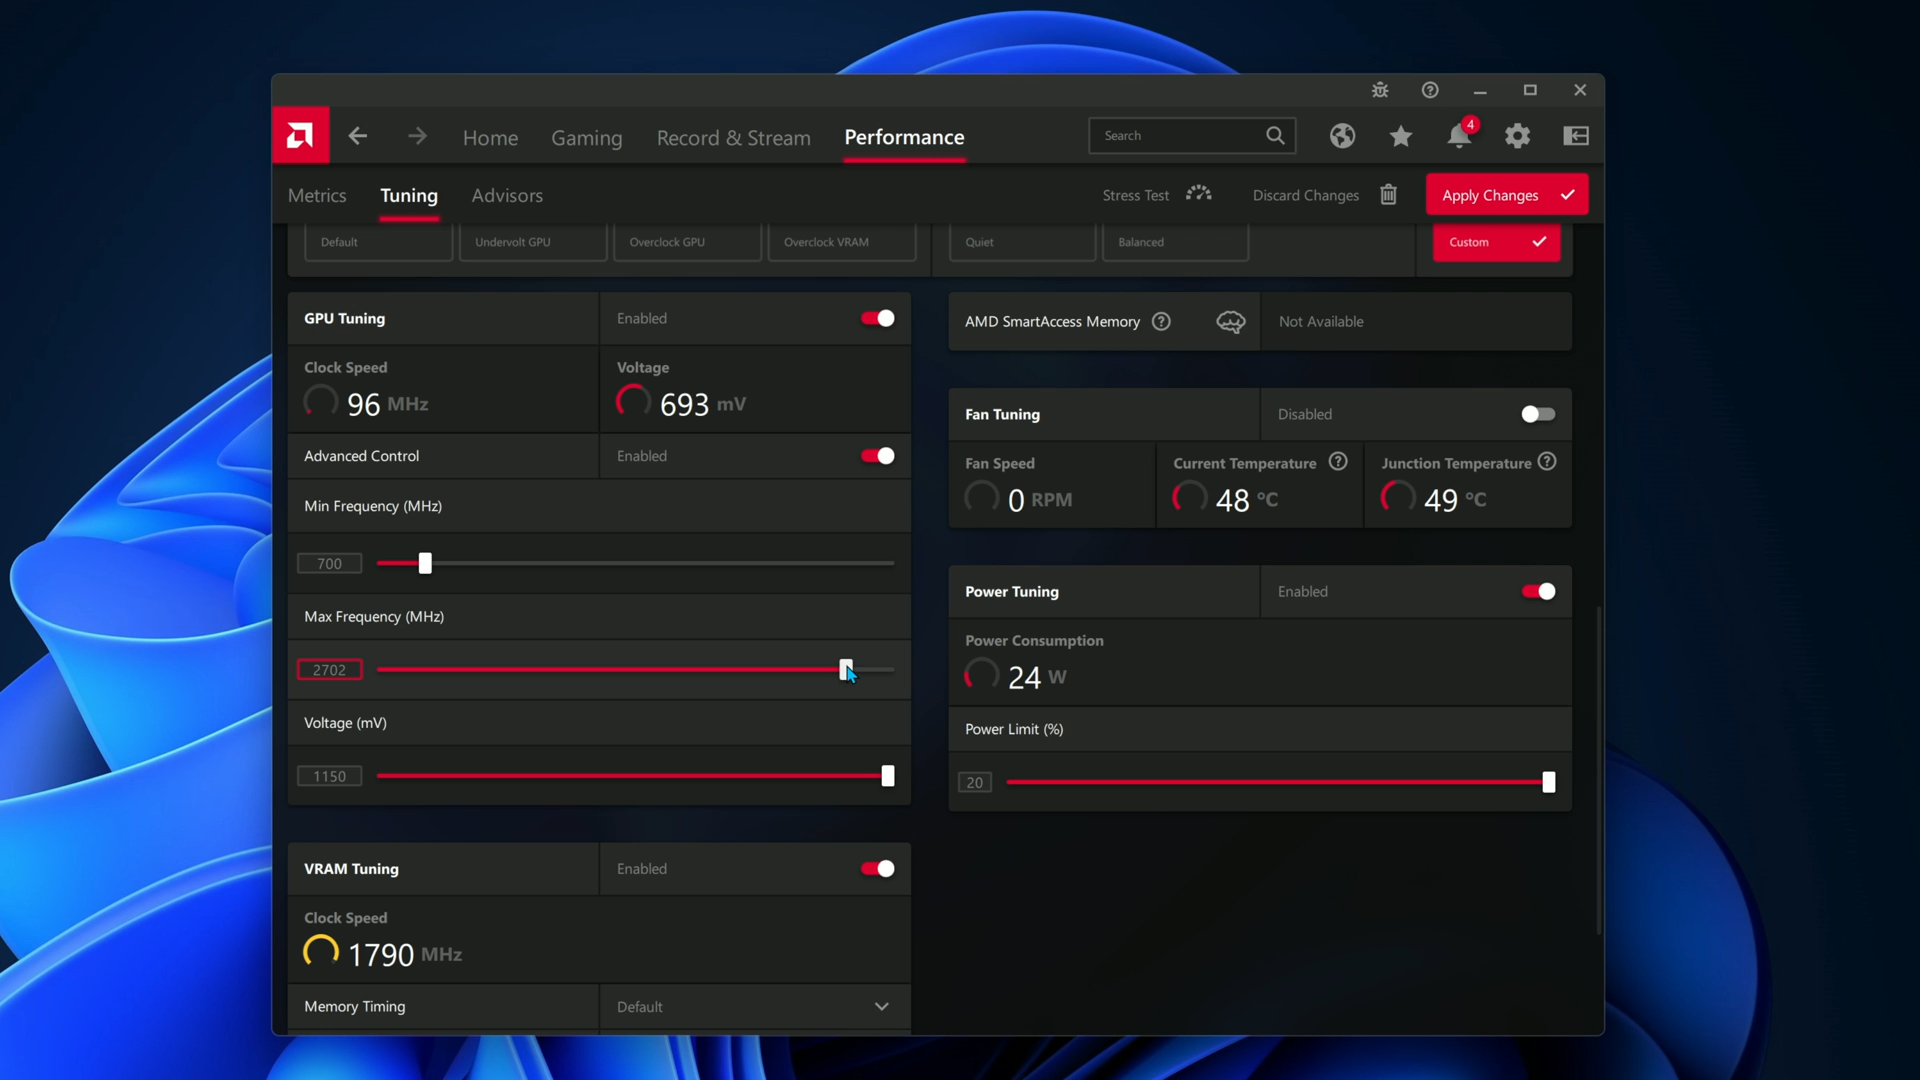 Home
Gaming
Record & Stream
Performance
Search
4
Metrics
Tuning
Advisors
Stress Test
Discard Changes
Apply Changes
Default
Undervolt GPU
Overclock GPU
Overclock VRAM
Quiet
Balanced
Custom
GPU Tuning
Enabled
Clock Speed
96 MHz
Voltage
693 mV
Advanced Control
Enabled
Min Frequency (MHz)
700
Max Frequency (MHz)
2702
Voltage (mV)
1150
VRAM Tuning
Enabled
Clock Speed
1790 MHz
Memory Timing
Default
AMD SmartAccess Memory
Not Available
Fan Tuning
Disabled
Fan Speed
0 RPM
Current Temperature
48 °C
Junction Temperature
49 °C
Power Tuning
Enabled
Power Consumption
24 W
Power Limit (%)
20